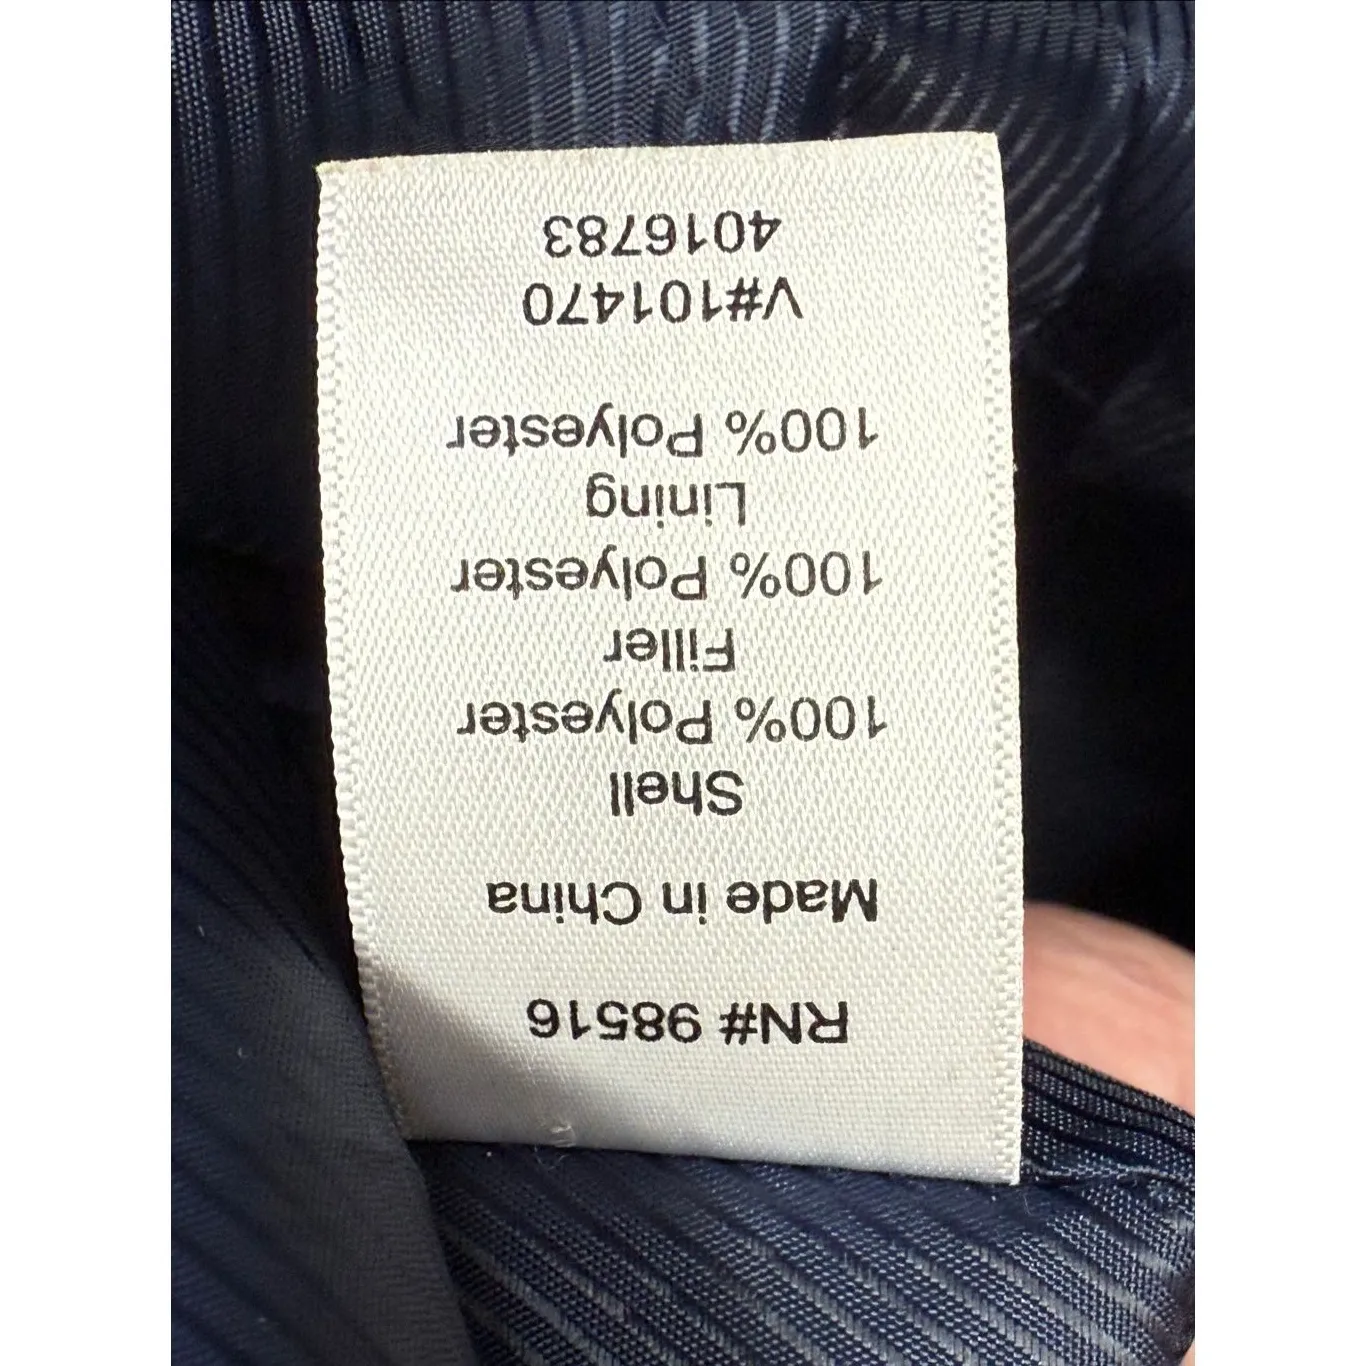 RN# 98516
Made in China
Shell
100% Polyester
Filler
100% Polyester
Lining
100% Polyester
V#101470
4016783